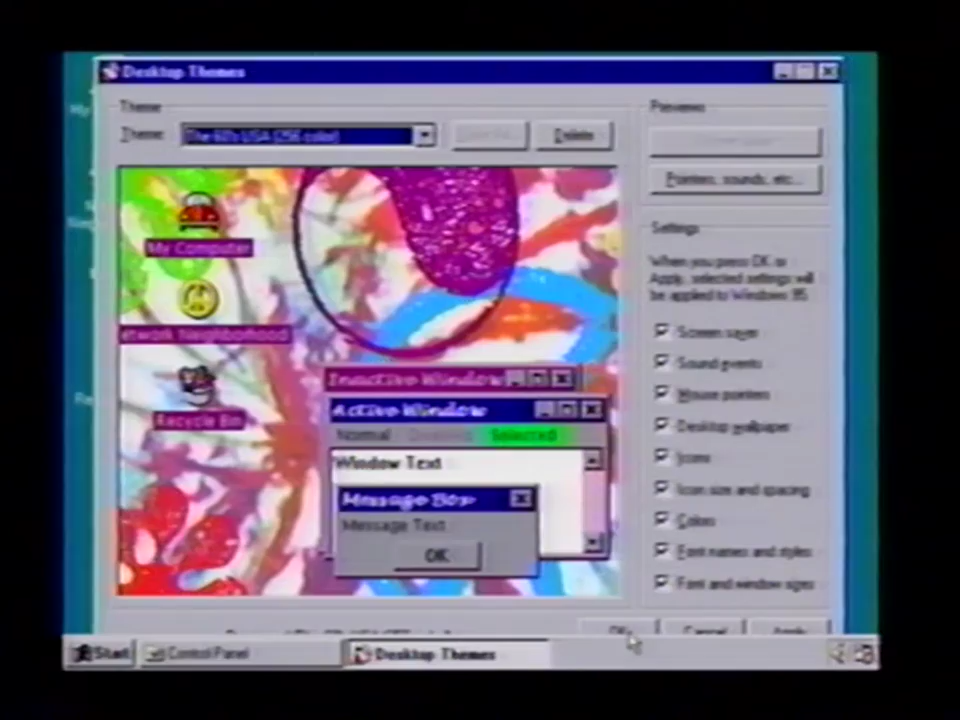 Desktop Themes
Theme
Theme: The 60's USA (256 color)
Delete
Previews
Pointers, sounds, etc...
Settings
When you press OK or
Apply, selected settings will
be applied to Windows 95
Screen saver
Sound events
Mouse pointers
Desktop wallpaper
Icons
Icon size and spacing
Colors
Font names and styles
Font and window sizes
My Computer
etwork Neighborhood
Recycle Bin
Inactive Window
Active Window
Normal Selected
Window Text
Message Box
Message Text
OK
OK Cancel Apply
Start Control Panel Desktop Themes